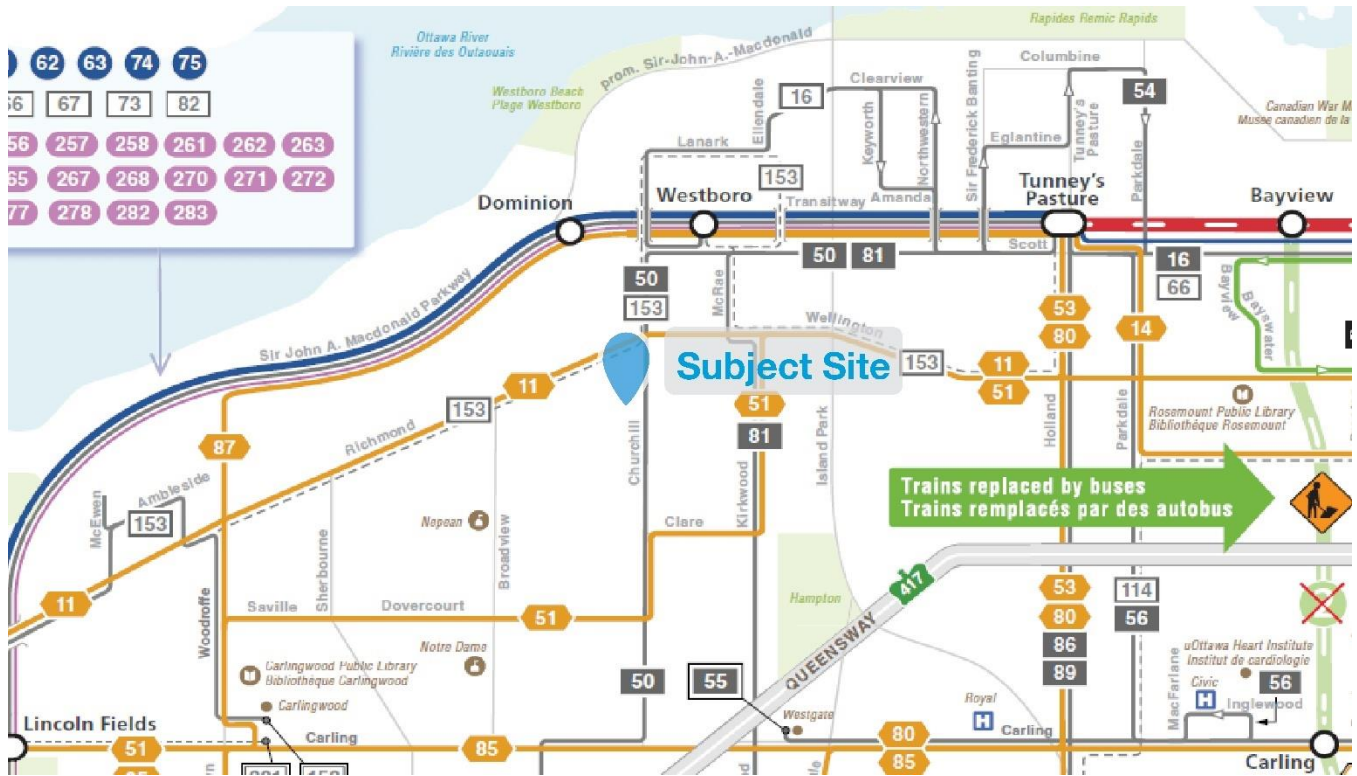 Ottawa River
Rivière des Outaouais
Rapides Remic Rapids
62 63 74 75
67 73 82
257 258 261 262 263
267 268 270 271 272
278 282 283
Westboro Beach
Plage Westboro
prom. Sir-John-A.-Macdonald
Columbine
Clearview
16
54
Ellendale
Lanark
Keyworth
Northwestern
Sir Frederick Banting
Eglantine
Tunney's
Pasture
Parkdale
Canadian War M
Musee canadien de la
153
Dominion
Westboro
Transitway
Amanda
Tunney's
Pasture
Bayview
Scott
50
153
McRae
50 81
16
66
Bayview
Bayswater
Sir John A. Macdonald Parkway
Wellington
53
80
14
Subject Site
153
11
51
11
153
Richmond
51
81
87
Churchill
Kirkwood
Island Park
Holland
Parkdale
Rosemount Public Library
Bibliothèque Rosemount
Trains replaced by buses
Trains remplacés par des autobus
McEwen
Ambleside
153
Nepean
Broadview
Clare
Sherbourne
417
QUEENSWAY
Hampton
11
Woodroffe
Saville
Dovercourt
51
53
80
86
89
114
56
Notre Dame
Carlingwood Public Library
Bibliothèque Carlingwood
Carlingwood
50
55
Westgate
Royal
H
Carling
MacFarlane
uOttawa Heart Institute
Institut de cardiologie
Civic
H
56
Inglewood
Lincoln Fields
51
Carling
85
80
85
Carling